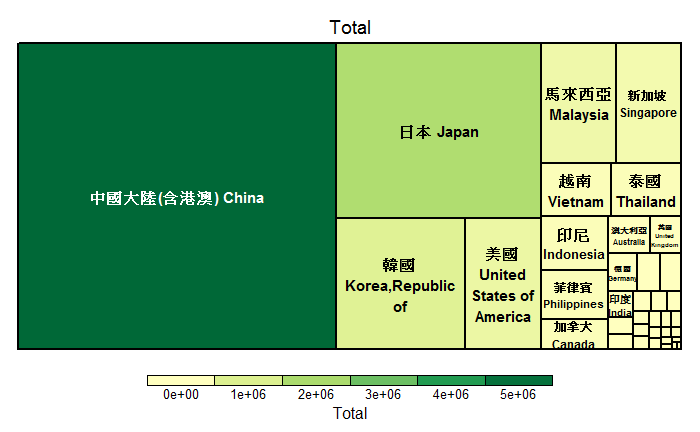 Total
中國大陸(含港澳) China
日本 Japan
韓國
Korea,Republic
of
美國
United
States of
America
馬來西亞
Malaysia
新加坡
Singapore
越南
Vietnam
泰國
Thailand
印尼
Indonesia
菲律賓
Philippines
加拿大
Canada
澳大利亞
Australia
英國
United
Kingdom
德國
Germany
印度
India
0e+00 1e+06 2e+06 3e+06 4e+06 5e+06
Total